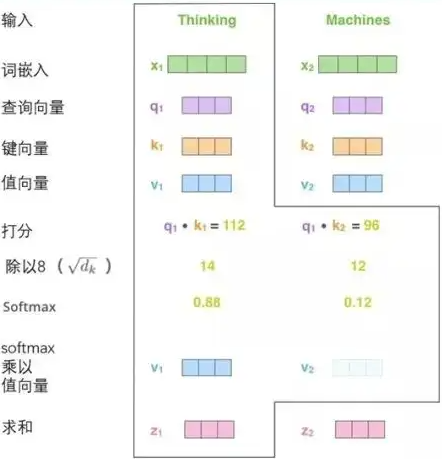 输入 Thinking Machines
词嵌入 x₁ x₂
查询向量 q₁ q₂
键向量 k₁ k₂
值向量 v₁ v₂
打分 q₁ • k₁ = 112 q₁ • k₂ = 96
除以8 (√dₖ) 14 12
Softmax 0.88 0.12
softmax
乘以 v₁ v₂
值向量
求和 z₁ z₂